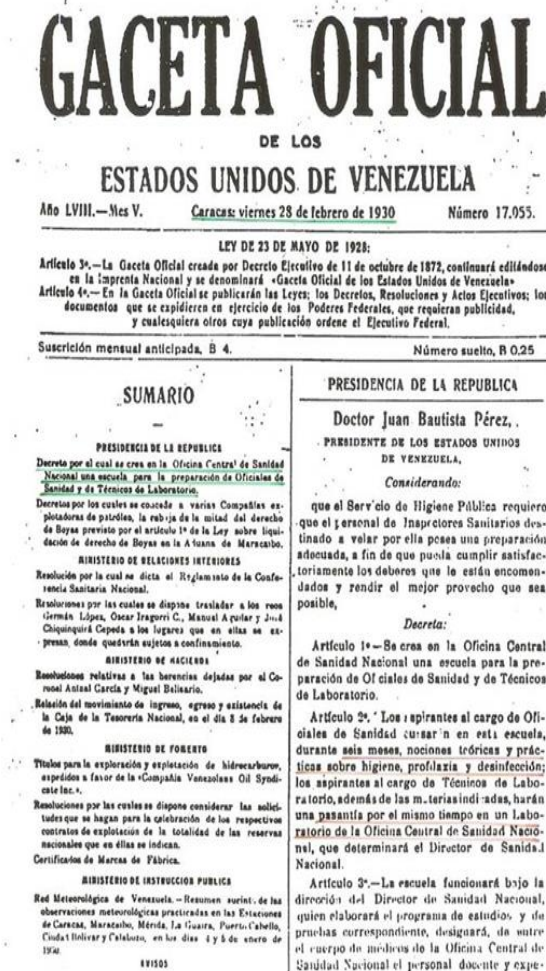 GACETA OFICIAL
DE LOS
ESTADOS UNIDOS DE VENEZUELA
Año LVIII.—Mes V.
Caracas: viernes 28 de febrero de 1930
Número 17.055.
LEY DE 23 DE MAYO DE 1928:
Artículo 3º.—La Gaceta Oficial creada por Decreto Ejecutivo de 11 de octubre de 1872, continuará editándose
en la Imprenta Nacional y se denominará «Gaceta Oficial de los Estados Unidos de Venezuela»
Artículo 4º.—En la Gaceta Oficial se publicarán las Leyes; los Decretos, Resoluciones y Actos Ejecutivos; los
documentos que se expidieren en ejercicio de los Poderes Federales, que requieran publicidad,
y cualesquiera otros cuya publicación ordene el Ejecutivo Federal.
Suscrición mensual anticipada, B 4.
Número suelto, B 0,25
SUMARIO
PRESIDENCIA DE LA REPUBLICA
Decreto por el cual se crea en la Oficina Central de Sanidad
Nacional una escuela para la preparación de Oficiales de
Sanidad y de Técnicos de Laboratorio.
Decretos por los cuales se concede a varias Compañías ex-
plotadoras de petróleo, la rebaja de la mitad del derecho
de Boyas previsto por el artículo 1º de la Ley sobre liqui-
dación de derecho de Boyas en la Aduana de Maracaibo.
MINISTERIO DE RELACIONES INTERIORES
Resolución por la cual se dicta el Reglamento de la Confe-
rencia Sanitaria Nacional.
Resoluciones por las cuales se dispone trasladar a los reos
Germán López, Oscar Iragorri C., Manuel Aguilar y José
Chiquinquirá Cepeda a los lugares que en ellas se ex-
presan, donde quedarán sujetos a confinamiento.
MINISTERIO DE HACIENDA
Resoluciones relativas a las herencias dejadas por el Co-
ronel Aníbal García y Miguel Belisario.
Relación del movimiento de ingreso, egreso y existencia de
la Caja de la Tesorería Nacional, en el día 8 de febrero
de 1930.
MINISTERIO DE FOMENTO
Títulos para la exploración y explotación de hidrocarburos,
expedidos a favor de la «Compañía Venezolana Oil Syndi-
cate Inc.».
Resoluciones por las cuales se dispone considerar las solici-
tudes que se hagan para la celebración de los respectivos
contratos de explotación de la totalidad de las reservas
nacionales que en ellas se indican.
Certificados de Marcas de Fábrica.
MINISTERIO DE INSTRUCCION PUBLICA
Red Meteorológica de Venezuela.—Resumen sucint. de las
observaciones meteorológicas practicadas en las Estaciones
de Caracas, Maracaibo, Mérida, La Guaira, Puerto Cabello,
Ciudad Bolívar y Calabozo, en los días 4 y 5 de enero de
1930.
AVISOS
PRESIDENCIA DE LA REPUBLICA
Doctor Juan Bautista Pérez,
PRESIDENTE DE LOS ESTADOS UNIDOS
DE VENEZUELA,
Considerando:
que el Servicio de Higiene Pública requiere
que el personal de Inspectores Sanitarios des-
tinado a velar por ella posea una preparación
adecuada, a fin de que pueda cumplir satisfac-
toriamente los deberes que le están encomen-
dados y rendir el mejor provecho que sea
posible,
Decreta:
Artículo 1º—Se crea en la Oficina Central
de Sanidad Nacional una escuela para la pre-
paración de Oficiales de Sanidad y de Técnicos
de Laboratorio.
Artículo 2º. Los aspirantes al cargo de Ofi-
ciales de Sanidad cursarán en esta escuela,
durante seis meses, nociones teóricas y prác-
ticas sobre higiene, profilaxia y desinfección;
los aspirantes al cargo de Técnicos de Labo-
ratorio, además de las materias indicadas, harán
una pasantía por el mismo tiempo en un Labo-
ratorio de la Oficina Central de Sanidad Nacio-
nal, que determinará el Director de Sanidad
Nacional.
Artículo 3º.—La escuela funcionará bajo la
dirección del Director de Sanidad Nacional,
quien elaborará el programa de estudios, y de
pruebas correspondiente, designará, de entre
el cuerpo de médicos de la Oficina Central de
Sanidad Nacional el personal docente y expe-